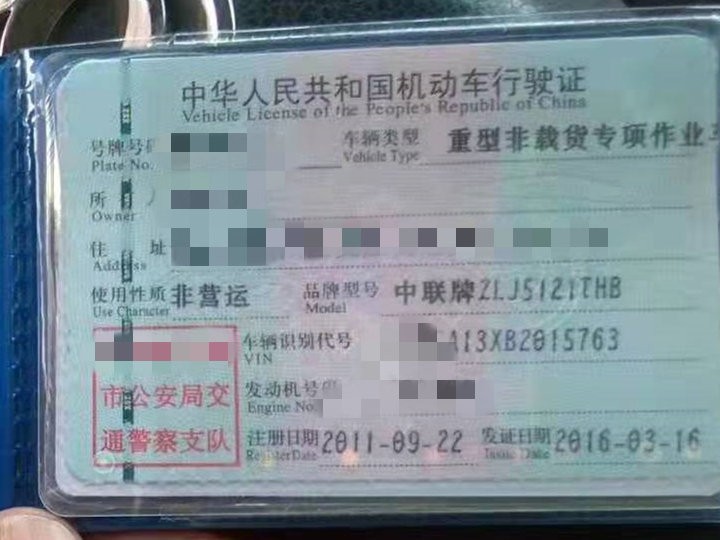 中华人民共和国机动车行驶证
Vehicle License of the People's Republic of China
号牌号码 车辆类型 重型非载货专项作业车
Plate No. Vehicle Type
所 人
Owner
住 址
Address
使用性质 非营运 品牌型号 中联牌ZLJ5121THB
Use Character Model
车辆识别代号 A13XB2015763
VIN
市公安局交 发动机号码
Engine No.
通警察支队 注册日期 2011-09-22 发证日期 2016-03-16
Register Date Issue Date